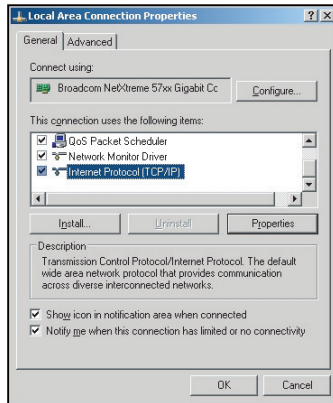 Local Area Connection Properties
General Advanced
Connect using:
Broadcom NetXtreme 57xx Gigabit Cc Configure...
This connection uses the following items:
QoS Packet Scheduler
Network Monitor Driver
Internet Protocol (TCP/IP)
Install... Uninstall Properties
Description
Transmission Control Protocol/Internet Protocol. The default
wide area network protocol that provides communication
across diverse interconnected networks.
Show icon in notification area when connected
Notify me when this connection has limited or no connectivity
OK Cancel